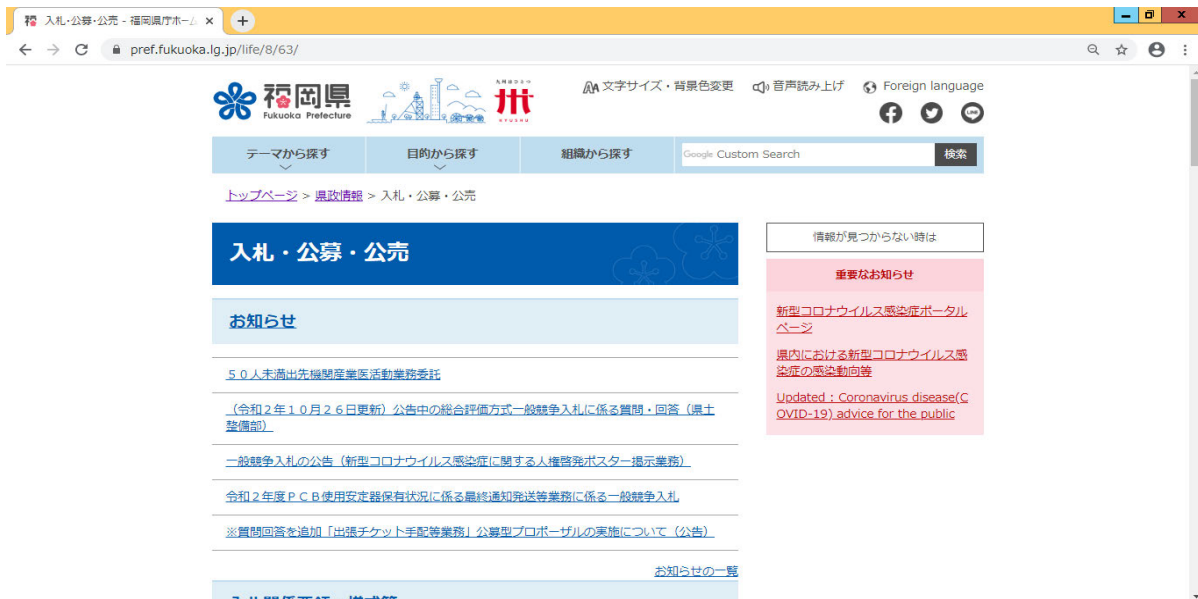 入札・公募・公売 - 福岡県庁ホーム
pref.fukuoka.lg.jp/life/8/63/
福岡県
Fukuoka Prefecture
KYUSHU
文字サイズ・背景色変更
音声読み上げ
Foreign language
LINE
テーマから探す
目的から探す
組織から探す
Google Custom Search
検索
トップページ > 県政情報 > 入札・公募・公売
入札・公募・公売
お知らせ
５０人未満出先機関産業医活動業務委託
（令和２年１０月２６日更新）公告中の総合評価方式一般競争入札に係る質問・回答（県土
整備部）
一般競争入札の公告（新型コロナウイルス感染症に関する人権啓発ポスター掲示業務）
令和２年度ＰＣＢ使用安定器保有状況に係る最終通知発送等業務に係る一般競争入札
※質問回答を追加「出張チケット手配等業務」公募型プロポーザルの実施について（公告）
お知らせの一覧
情報が見つからない時は
重要なお知らせ
新型コロナウイルス感染症ポータル
ページ
県内における新型コロナウイルス感
染症の感染動向等
Updated：Coronavirus disease(C
OVID-19) advice for the public